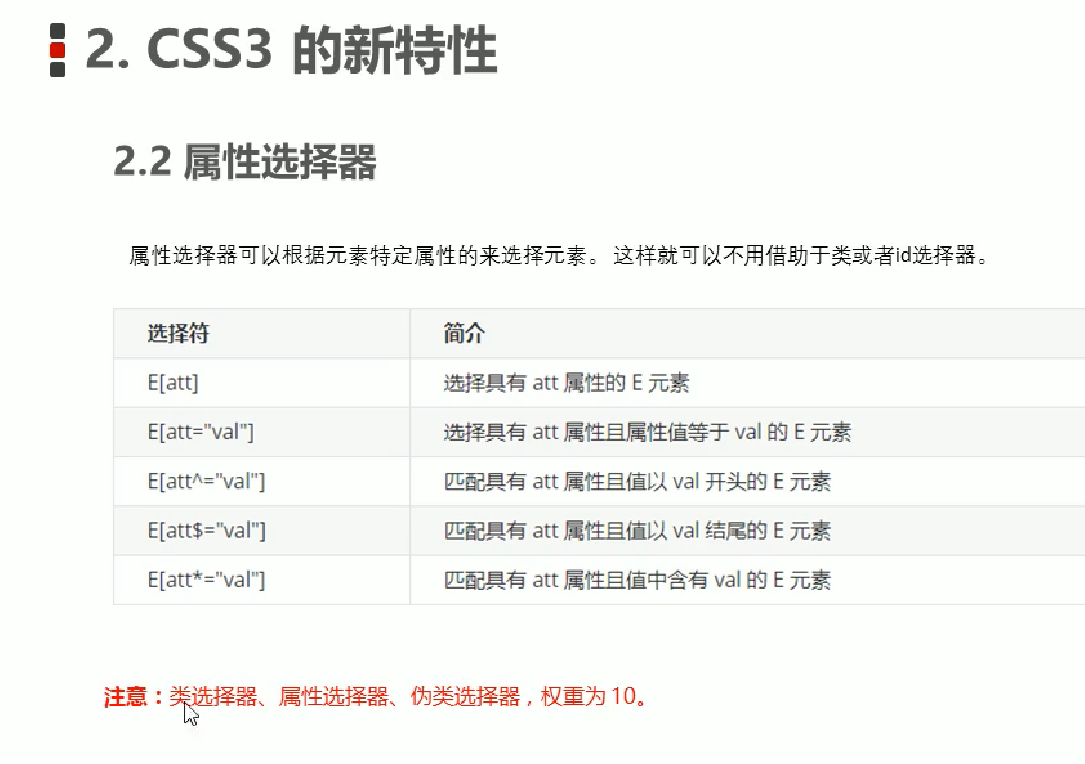 2. CSS3 的新特性
2.2 属性选择器
属性选择器可以根据元素特定属性的来选择元素。 这样就可以不用借助于类或者id选择器。
选择符 简介
E[att] 选择具有 att 属性的 E 元素
E[att="val"] 选择具有 att 属性且属性值等于 val 的 E 元素
E[att^="val"] 匹配具有 att 属性且值以 val 开头的 E 元素
E[att$="val"] 匹配具有 att 属性且值以 val 结尾的 E 元素
E[att*="val"] 匹配具有 att 属性且值中含有 val 的 E 元素
注意：类选择器、属性选择器、伪类选择器，权重为 10。